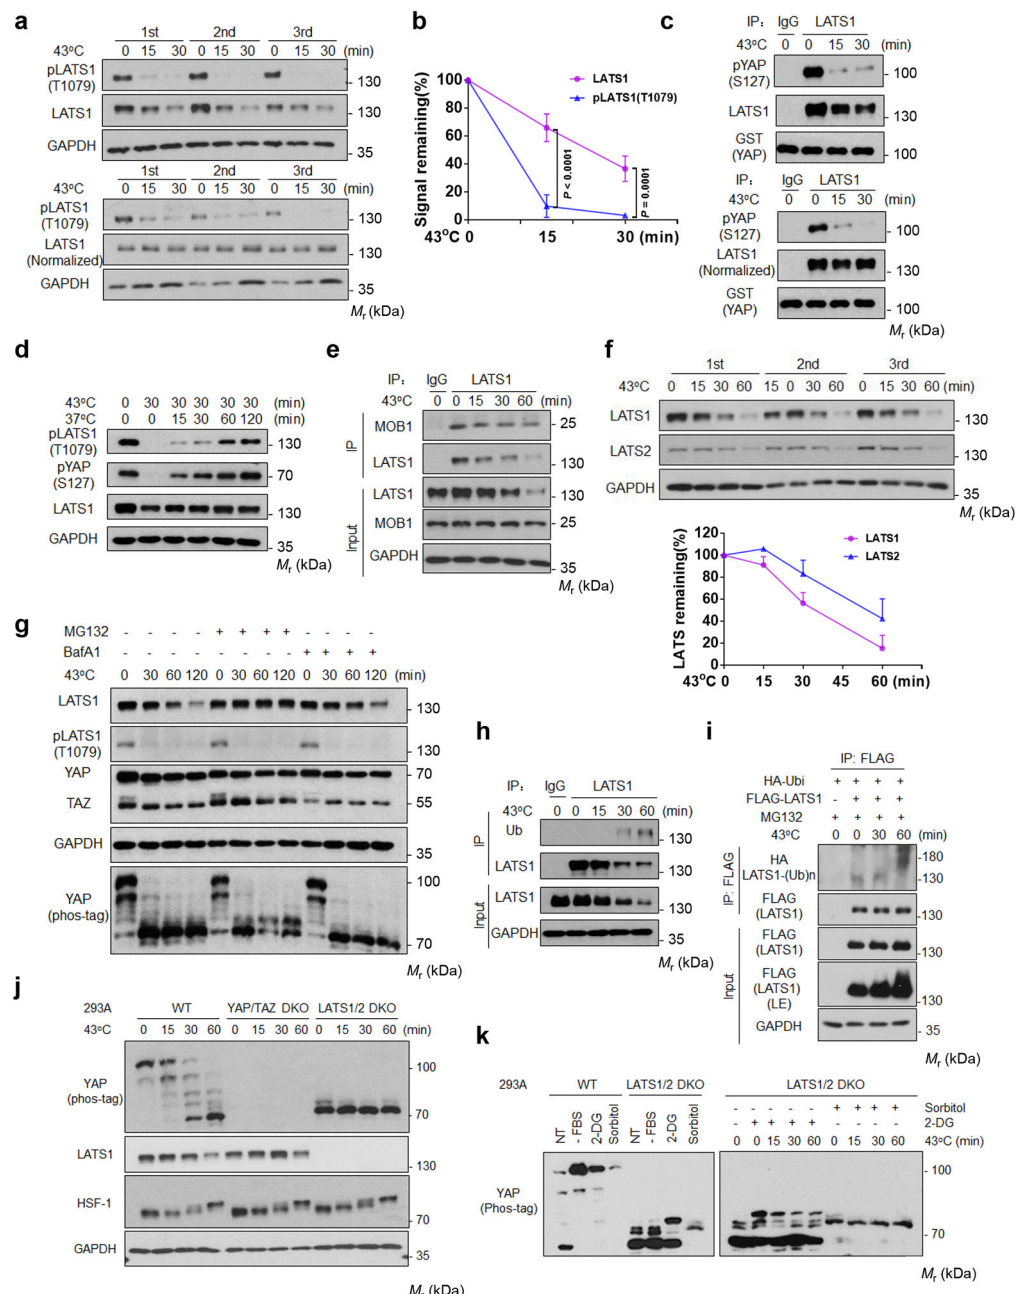 a
1st 2nd 3rd
43ºC 0 15 30 0 15 30 0 15 30 (min)
pLATS1
(T1079)
- 130
LATS1 - 130
GAPDH - 35
1st 2nd 3rd
43ºC 0 15 30 0 15 30 0 15 30 (min)
pLATS1
(T1079)
- 130
LATS1
(Normalized)
- 130
GAPDH - 35
Mr (kDa)
b
Signal remaining(%)
100
80
60
40
20
0
LATS1
pLATS1(T1079)
P < 0.0001
P = 0.0001
43ºC 0 15 30 (min)
c
IP: IgG LATS1
43ºC 0 0 15 30 (min)
pYAP
(S127)
- 100
LATS1 - 130
GST
(YAP)
- 100
IP: IgG LATS1
43ºC 0 0 15 30 (min)
pYAP
(S127)
- 100
LATS1
(Normalized)
- 130
GST
(YAP)
- 100
Mr (kDa)
d
43ºC 0 30 30 30 30 30 (min)
37ºC 0 0 15 30 60 120 (min)
pLATS1
(T1079)
- 130
pYAP
(S127)
- 70
LATS1 - 130
GAPDH - 35
Mr (kDa)
e
IP: IgG LATS1
43ºC 0 0 15 30 60 (min)
IP
MOB1 - 25
LATS1 - 130
Input
LATS1 - 130
MOB1 - 25
GAPDH - 35
Mr (kDa)
f
1st 2nd 3rd
43ºC 0 15 30 60 15 0 30 60 0 15 30 60 (min)
LATS1 - 130
LATS2 - 130
GAPDH - 35
Mr (kDa)
LATS remaining(%)
120
100
80
60
40
20
0
LATS1
LATS2
43ºC 0 15 30 45 60 (min)
g
MG132 - - - - + + + + - - - -
BafA1 - - - - - - - - + + + +
43ºC 0 30 60 120 0 30 60 120 0 30 60 120 (min)
LATS1 - 130
pLATS1
(T1079)
- 130
YAP - 70
TAZ - 55
GAPDH - 35
YAP
(phos-tag)
- 100
- 70
Mr (kDa)
h
IP: IgG LATS1
43ºC 0 0 15 30 60 (min)
IP
Ub - 130
LATS1 - 130
Input
LATS1 - 130
GAPDH - 35
Mr (kDa)
i
IP: FLAG
HA-Ubi + + + +
FLAG-LATS1 - + + +
MG132 + + + +
43ºC 0 0 30 60 (min)
IP: FLAG
HA
LATS1-(Ub)n
- 180
- 130
FLAG
(LATS1)
- 130
Input
FLAG
(LATS1)
- 130
FLAG
(LATS1)
(LE)
- 130
GAPDH - 35
Mr (kDa)
j
293A WT YAP/TAZ DKO LATS1/2 DKO
43ºC 0 15 30 60 0 15 30 60 0 15 30 60 (min)
YAP
(phos-tag)
- 100
- 70
LATS1 - 130
HSF-1 - 70
GAPDH - 35
Mr (kDa)
k
293A WT LATS1/2 DKO LATS1/2 DKO
NT - FBS 2-DG Sorbitol NT - FBS 2-DG Sorbitol
- - - - - + + + + Sorbitol
- + + + + - - - - 2-DG
0 0 15 30 60 0 15 30 60 43ºC (min)
YAP
(Phos-tag)
- 100
- 70
Mr (kDa)